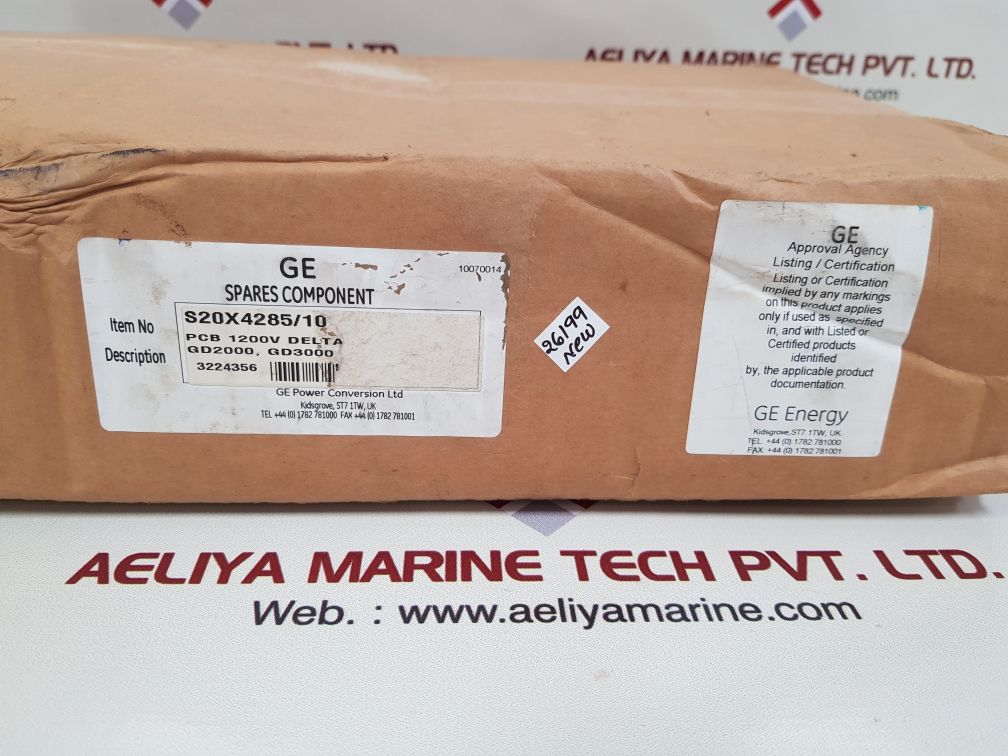 PVT. LTD.
AELIYA MARINE TECH PVT. LTD.
.com
GE
10070014
SPARES COMPONENT
Item No
S20X4285/10
Description
PCB 1200V DELTA
GD2000, GD3000
3224356
GE Power Conversion Ltd
Kidsgrove, ST7 1TW, UK
TEL +44 (0) 1782 781000 FAX +44 (0) 1782 781001
26199
NEW
GE
Approval Agency
Listing / Certification
Listing or Certification
implied by any markings
on this product applies
only if used as specified
in, and with Listed or
Certified products
identified
by, the applicable product
documentation.
GE Energy
Kidsgrove, ST7 1TW, UK.
TEL. +44 (0) 1782 781000
FAX. +44 (0) 1782 781001
AELIYA MARINE TECH PVT. LTD.
Web. : www.aeliyamarine.com